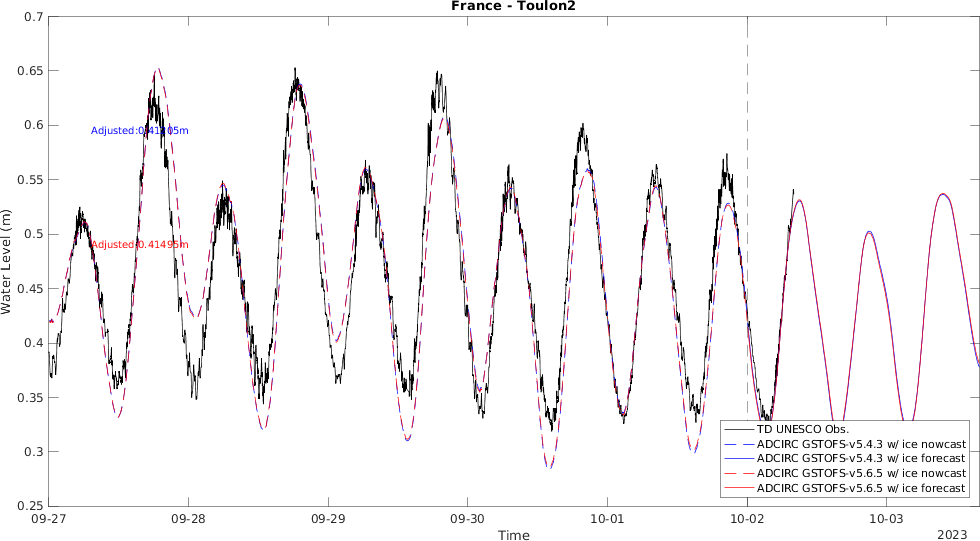 France - Toulon2
0.7
0.65
0.6
0.55
0.5
0.45
0.4
0.35
0.3
0.25
Water Level (m)
Adjusted:0.41205m
Adjusted:0.41495m
TD UNESCO Obs.
ADCIRC GSTOFS-v5.4.3 w/ ice nowcast
ADCIRC GSTOFS-v5.4.3 w/ ice forecast
ADCIRC GSTOFS-v5.6.5 w/ ice nowcast
ADCIRC GSTOFS-v5.6.5 w/ ice forecast
09-27 09-28 09-29 09-30 10-01 10-02 10-03
Time
2023